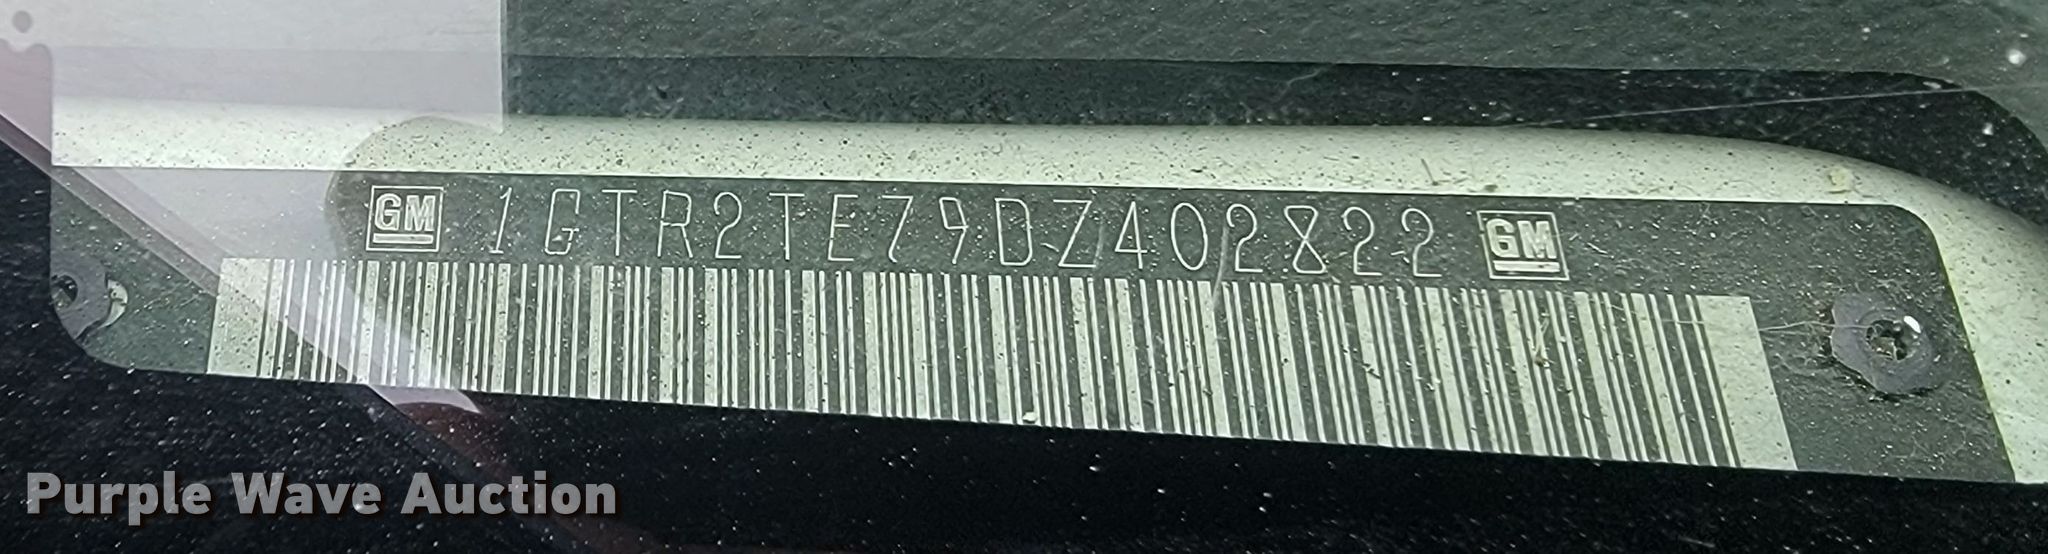 GM 1GTR2TE79DZ402822 GM
Purple Wave Auction